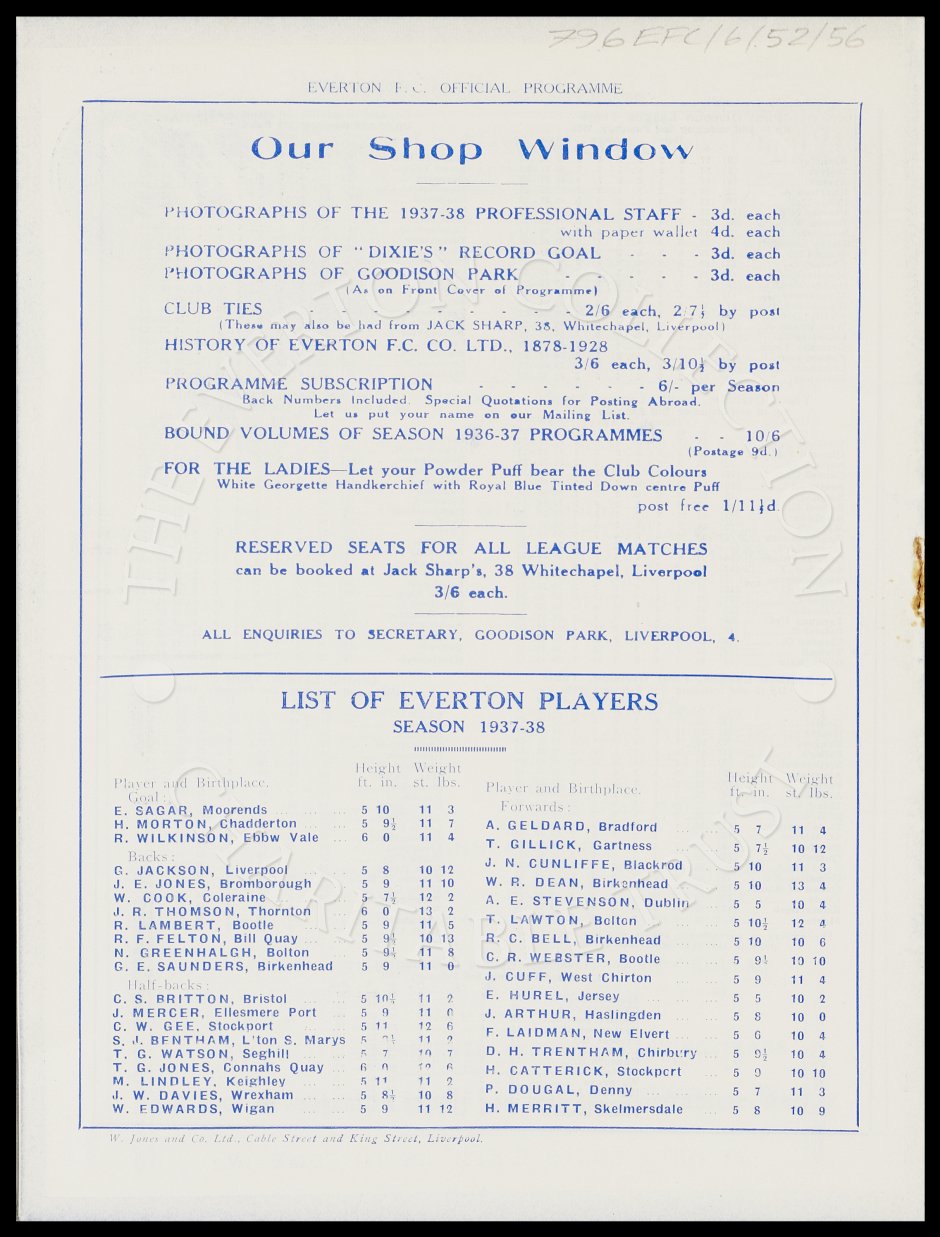 796 EFC/6/52/56
EVERTON F.C. OFFICIAL PROGRAMME
Our Shop Window
PHOTOGRAPHS OF THE 1937-38 PROFESSIONAL STAFF - 3d. each
with paper wallet 4d. each
PHOTOGRAPHS OF "DIXIE'S" RECORD GOAL - - - 3d. each
PHOTOGRAPHS OF GOODISON PARK - - - - - 3d. each
(As on Front Cover of Programme)
CLUB TIES - - - - - - - - - 2/6 each, 2/7½ by post
(These may also be had from JACK SHARP, 38, Whitechapel, Liverpool)
HISTORY OF EVERTON F.C. CO. LTD., 1878-1928
3/6 each, 3/10½ by post
PROGRAMME SUBSCRIPTION - - - - - - 6/- per Season
Back Numbers Included. Special Quotations for Posting Abroad.
Let us put your name on our Mailing List.
BOUND VOLUMES OF SEASON 1936-37 PROGRAMMES - - 10/6
(Postage 9d.)
FOR THE LADIES—Let your Powder Puff bear the Club Colours
White Georgette Handkerchief with Royal Blue Tinted Down centre Puff
post free 1/11½d.
RESERVED SEATS FOR ALL LEAGUE MATCHES
can be booked at Jack Sharp's, 38 Whitechapel, Liverpool
3/6 each.
ALL ENQUIRIES TO SECRETARY, GOODISON PARK, LIVERPOOL, 4.
THE EVERTON COLLECTION
CHARITABLE TRUST
LIST OF EVERTON PLAYERS
SEASON 1937-38
Player and Birthplace. Height ft. in. Weight st. lbs.
Goal:
E. SAGAR, Moorends 5 10 11 3
H. MORTON, Chadderton 5 9½ 11 7
R. WILKINSON, Ebbw Vale 6 0 11 4
Backs:
G. JACKSON, Liverpool 5 8 10 12
J. E. JONES, Bromborough 5 9 11 10
W. COOK, Coleraine 5 7½ 12 2
J. R. THOMSON, Thornton 6 0 13 2
R. LAMBERT, Bootle 5 9 11 5
R. F. FELTON, Bill Quay 5 9½ 10 13
N. GREENHALGH, Bolton 5 9½ 11 8
G. E. SAUNDERS, Birkenhead 5 9 11 0
Half-backs:
C. S. BRITTON, Bristol 5 10½ 11 2
J. MERCER, Ellesmere Port 5 9 11 0
C. W. GEE, Stockport 5 11 12 6
S. J. BENTHAM, L'ton S. Marys 5 11 2
T. G. WATSON, Seghill 5 7 10 7
T. G. JONES, Connahs Quay 6 0 12 6
M. LINDLEY, Keighley 5 11 11 2
J. W. DAVIES, Wrexham 5 8½ 10 8
W. EDWARDS, Wigan 5 9 11 12
Player and Birthplace. Height ft. in. Weight st. lbs.
Forwards:
A. GELDARD, Bradford 5 7 11 4
T. GILLICK, Gartness 5 7½ 10 12
J. N. CUNLIFFE, Blackrod 5 10 11 3
W. R. DEAN, Birkenhead 5 10 13 4
A. E. STEVENSON, Dublin 5 5 10 4
T. LAWTON, Bolton 5 10½ 12 4
R. C. BELL, Birkenhead 5 10 10 6
C. R. WEBSTER, Bootle 5 9½ 10 10
J. CUFF, West Chirton 5 9 11 4
E. HUREL, Jersey 5 5 10 2
J. ARTHUR, Haslingden 5 8 10 0
F. LAIDMAN, New Elvert 5 6 10 4
D. H. TRENTHAM, Chirbury 5 9½ 10 4
H. CATTERICK, Stockport 5 9 10 10
P. DOUGAL, Denny 5 7 11 3
H. MERRITT, Skelmersdale 5 8 10 9
W. Jones and Co. Ltd., Cable Street and King Street, Liverpool.